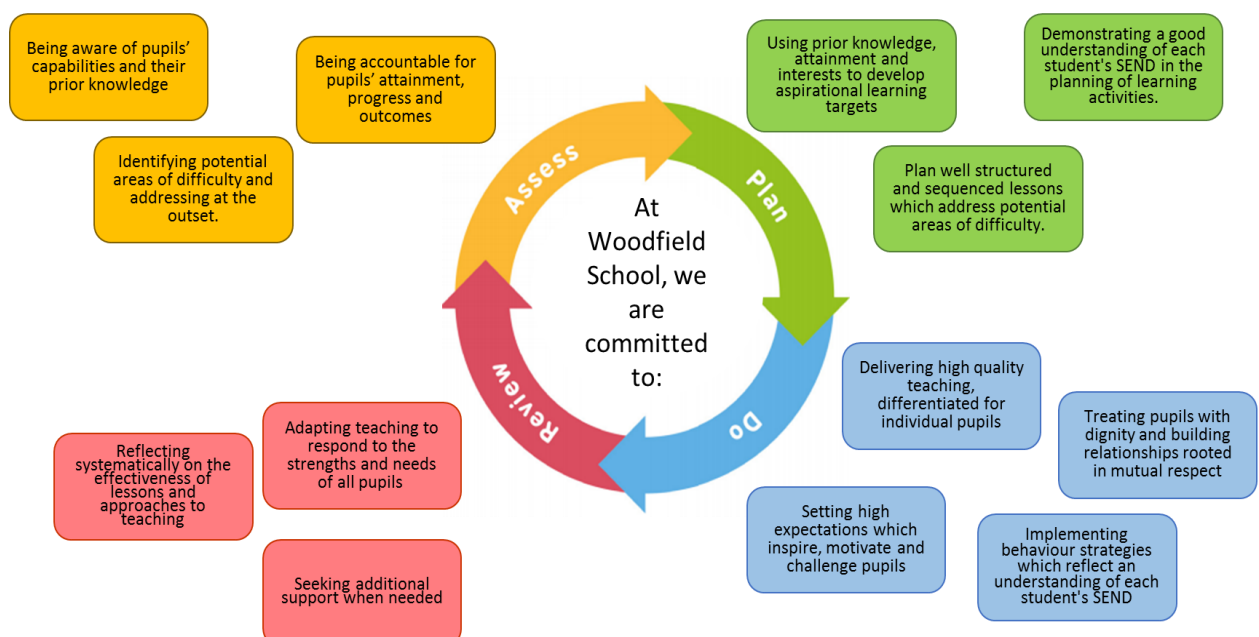 Being aware of pupils’
capabilities and their
prior knowledge
Being accountable for
pupils’ attainment,
progress and
outcomes
Identifying potential
areas of difficulty and
addressing at the
outset.
Using prior knowledge,
attainment and
interests to develop
aspirational learning
targets
Demonstrating a good
understanding of each
student's SEND in the
planning of learning
activities.
Plan well structured
and sequenced lessons
which address potential
areas of difficulty.
Assess
Plan
Do
Review
At
Woodfield
School, we
are
committed
to:
Delivering high quality
teaching,
differentiated for
individual pupils
Treating pupils with
dignity and building
relationships rooted
in mutual respect
Setting high
expectations which
inspire, motivate and
challenge pupils
Implementing
behaviour strategies
which reflect an
understanding of each
student's SEND
Adapting teaching to
respond to the
strengths and needs
of all pupils
Reflecting
systematically on the
effectiveness of
lessons and
approaches to
teaching
Seeking additional
support when needed